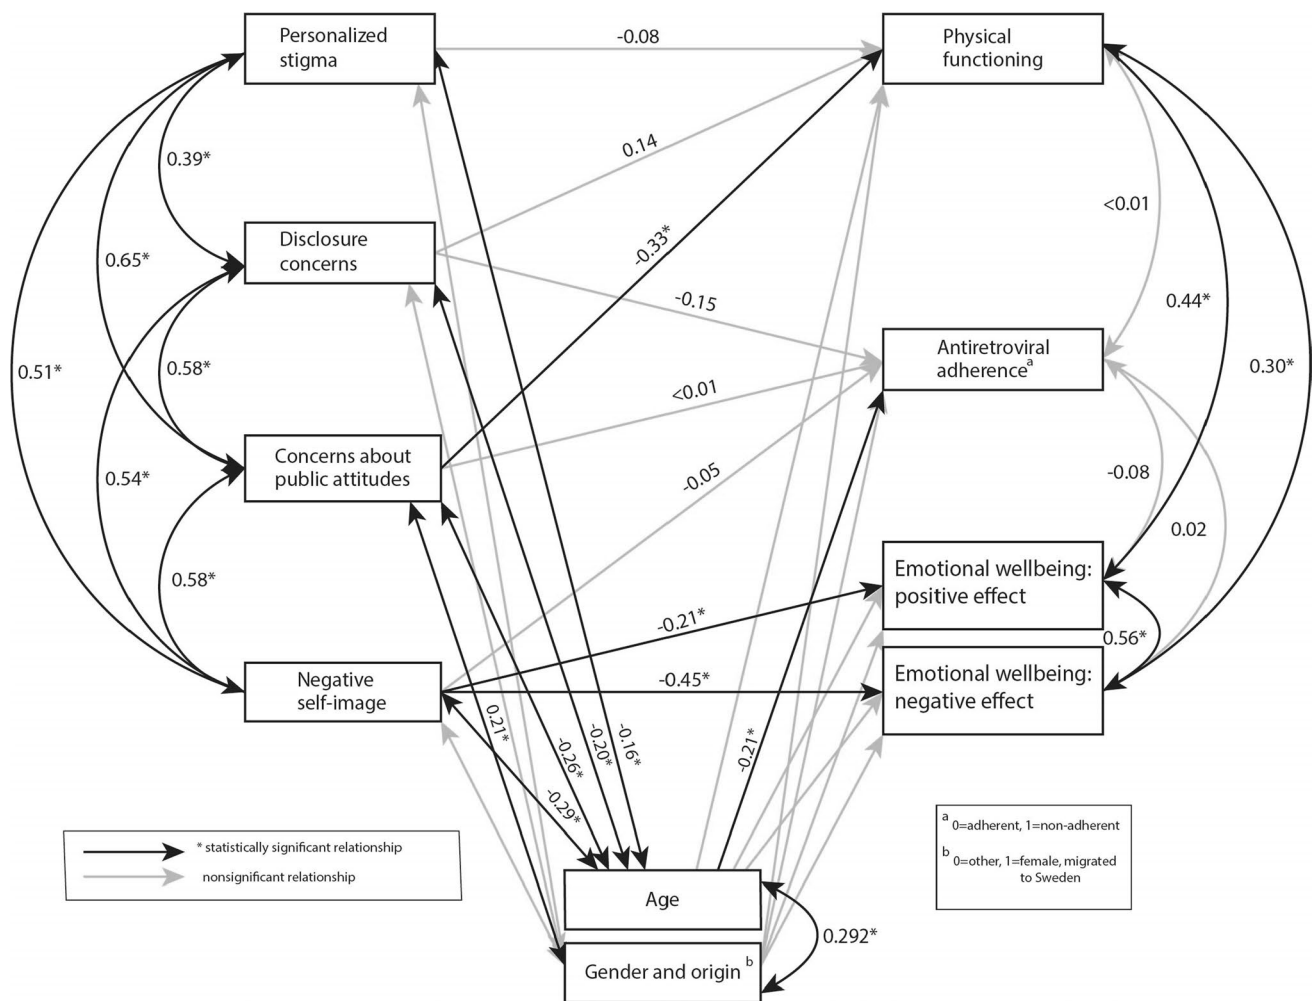 Personalized
stigma
-0.08
Physical
functioning
0.39*
0.14
<0.01
Disclosure
concerns
0.65*
-0.33*
-0.15
0.44*
Antiretroviral
adherence a
0.51*
0.58*
<0.01
0.30*
Concerns about
public attitudes
0.54*
-0.05
-0.08
0.02
0.58*
Emotional wellbeing:
positive effect
-0.21*
0.56*
Negative
self-image
-0.45*
Emotional wellbeing:
negative effect
0.21*
-0.26*
-0.20*
-0.16*
-0.21*
-0.29*
* statistically significant relationship
nonsignificant relationship
a 0=adherent, 1=non-adherent
b 0=other, 1=female, migrated
to Sweden
Age
0.292*
Gender and origin b